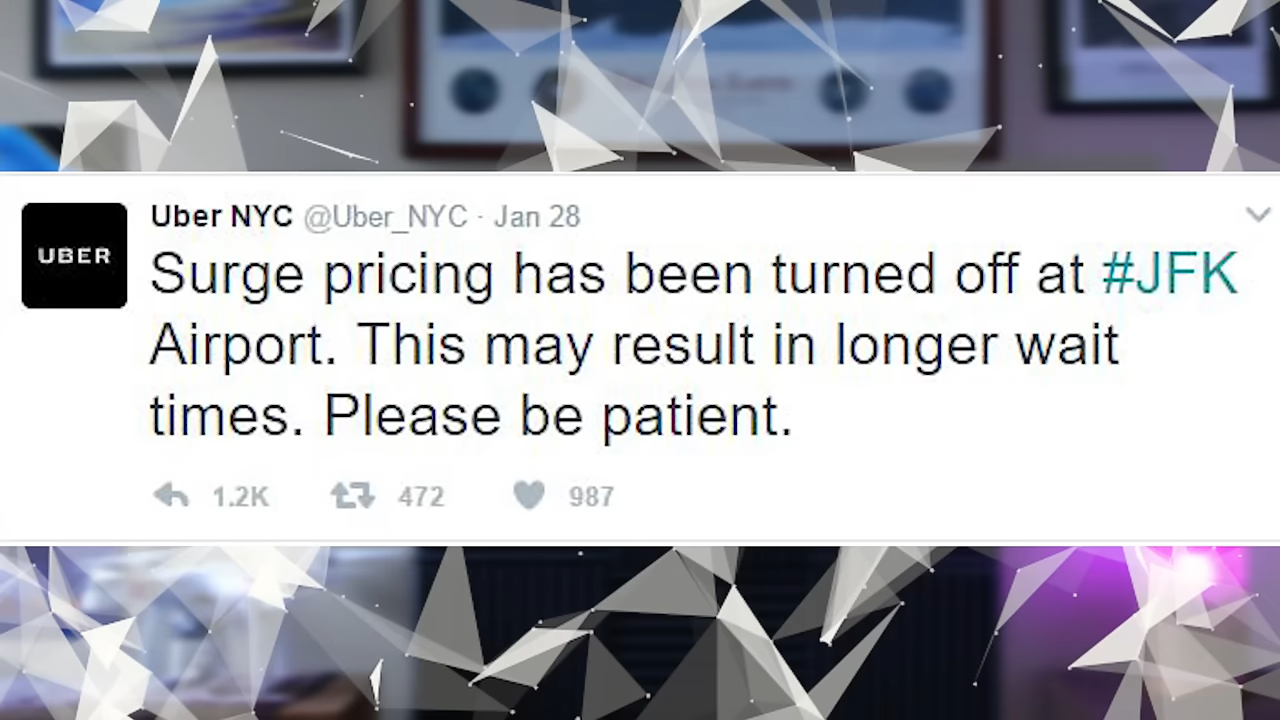 UBER
Uber NYC @Uber_NYC · Jan 28
Surge pricing has been turned off at #JFK
Airport. This may result in longer wait
times. Please be patient.
1.2K 472 987